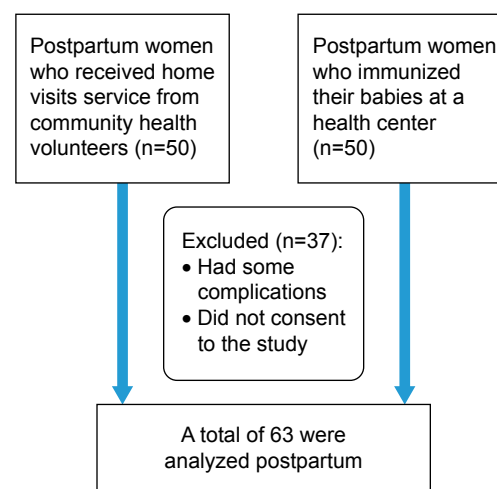 Postpartum women
who received home
visits service from
community health
volunteers (n=50)
Postpartum women
who immunized
their babies at a
health center
(n=50)
Excluded (n=37):
• Had some
complications
• Did not consent
to the study
A total of 63 were
analyzed postpartum